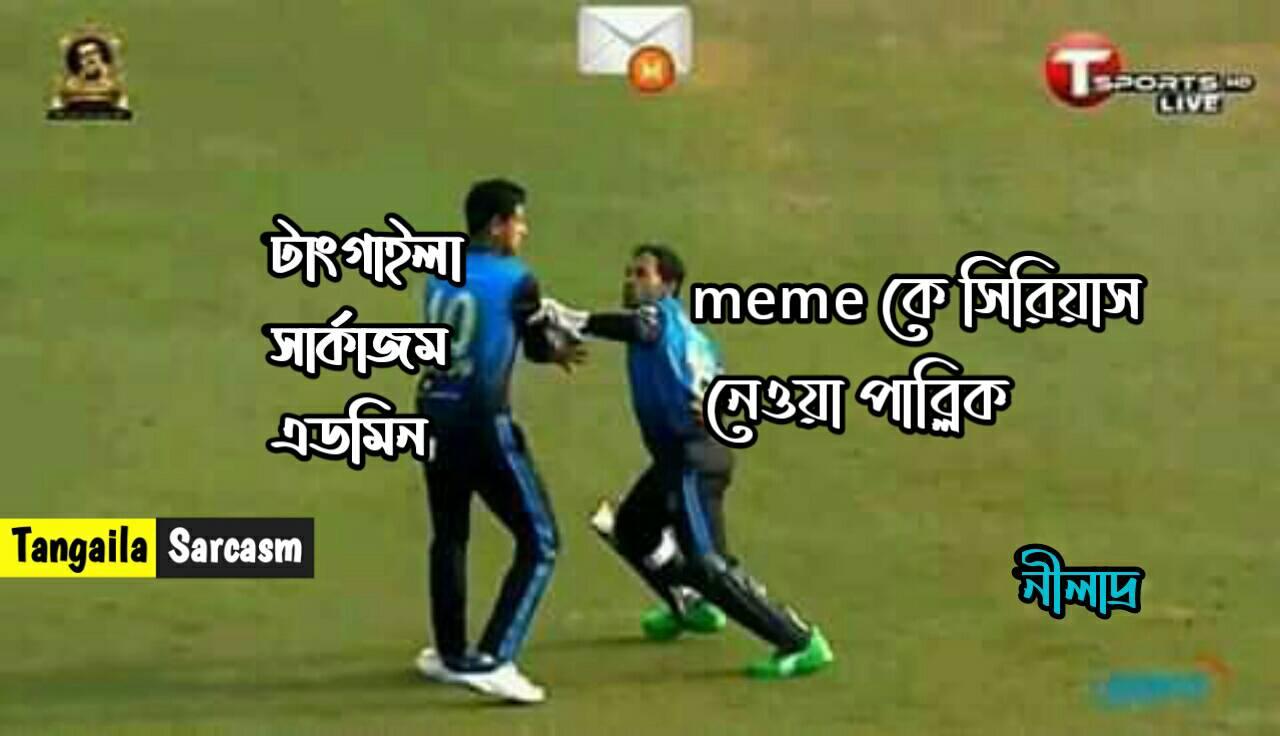 T SPORTS HD
LIVE
টাংগাইলা
সার্কাজম
এডমিন
meme কে সিরিয়াস
নেওয়া পাব্লিক
Tangaila Sarcasm
নীলাদ্র